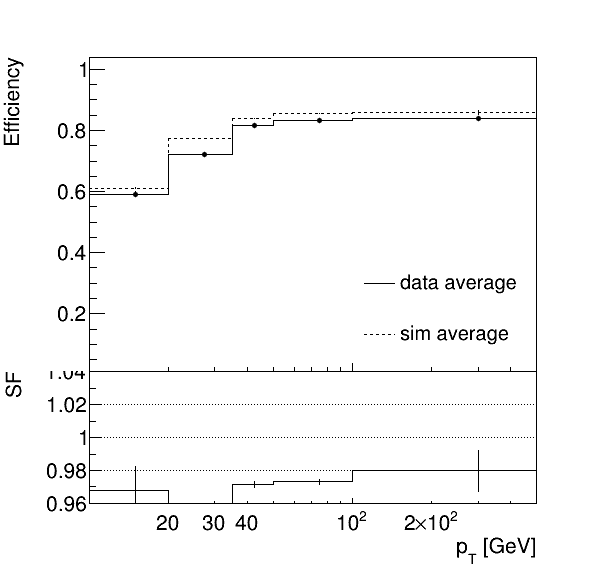 Efficiency
1
0.8
0.6
0.4
0.2
data average
sim average
SF
1.04
1.02
1
0.98
0.96
20 30 40 10² 2×10²
p_T [GeV]